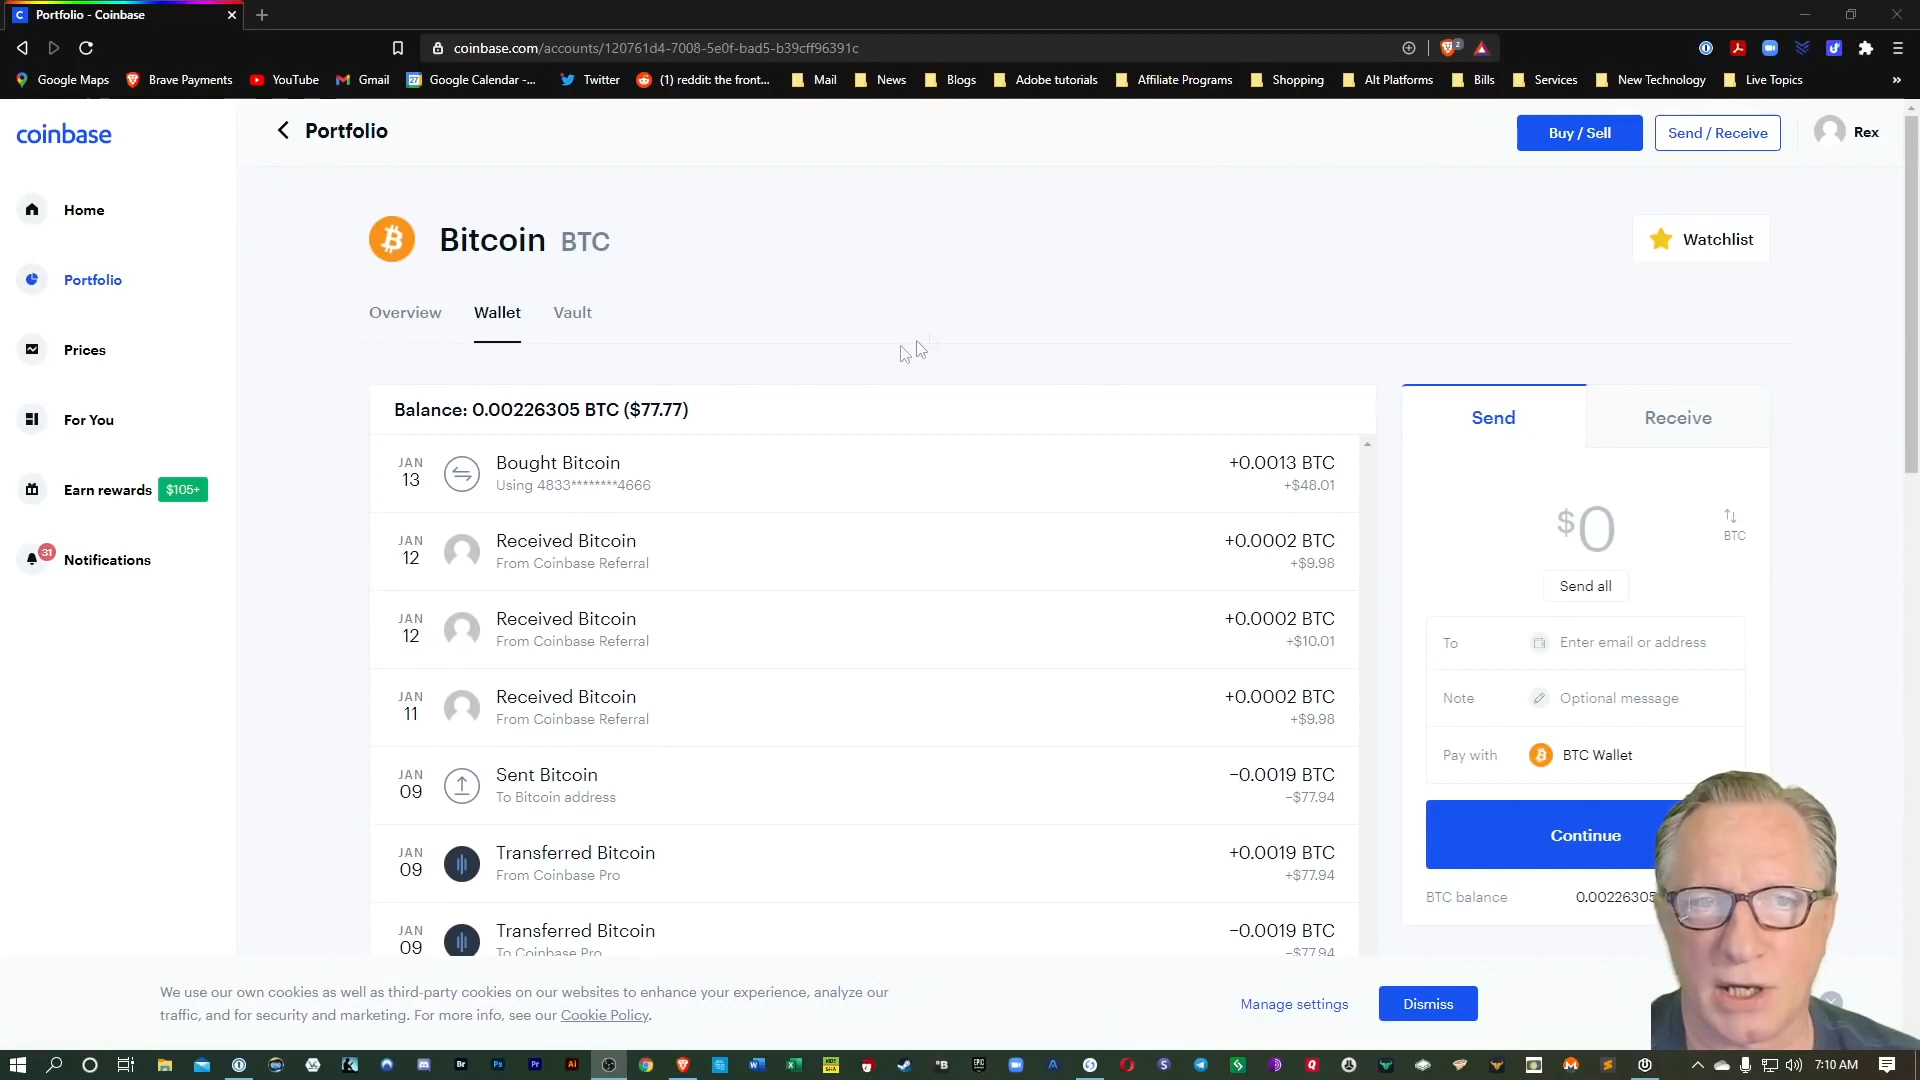 Portfolio - Coinbase
coinbase.com/accounts/120761d4-7008-5e0f-bad5-b39cff96391c
2
Google Maps Brave Payments YouTube Gmail 27 Google Calendar -... Twitter (1) reddit: the front... Mail News Blogs Adobe tutorials Affiliate Programs Shopping Alt Platforms Bills Services New Technology Live Topics »
coinbase
Portfolio
Buy / Sell
Send / Receive
Rex
Home
Portfolio
Prices
For You
Earn rewards $105+
31 Notifications
Bitcoin BTC
Watchlist
Overview Wallet Vault
Balance: 0.00226305 BTC ($77.77)
JAN 13
Bought Bitcoin
Using 4833********4666
+0.0013 BTC
+$48.01
JAN 12
Received Bitcoin
From Coinbase Referral
+0.0002 BTC
+$9.98
JAN 12
Received Bitcoin
From Coinbase Referral
+0.0002 BTC
+$10.01
JAN 11
Received Bitcoin
From Coinbase Referral
+0.0002 BTC
+$9.98
JAN 09
Sent Bitcoin
To Bitcoin address
−0.0019 BTC
−$77.94
JAN 09
Transferred Bitcoin
From Coinbase Pro
+0.0019 BTC
+$77.94
JAN 09
Transferred Bitcoin
To Coinbase Pro
−0.0019 BTC
−$77.94
Send Receive
$0
BTC
Send all
To Enter email or address
Note Optional message
Pay with BTC Wallet
Continue
BTC balance 0.00226305
We use our own cookies as well as third-party cookies on our websites to enhance your experience, analyze our
traffic, and for security and marketing. For more info, see our Cookie Policy.
Manage settings
Dismiss
7:10 AM